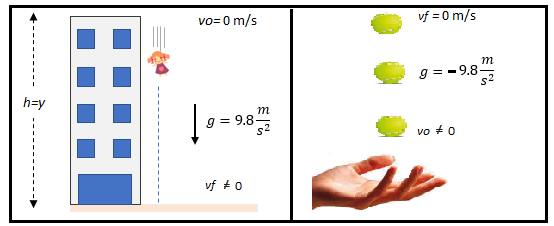 vo= 0 m/s
h=y
g = 9.8 m/s²
vf ≠ 0
vf = 0 m/s
g = −9.8 m/s²
vo ≠ 0